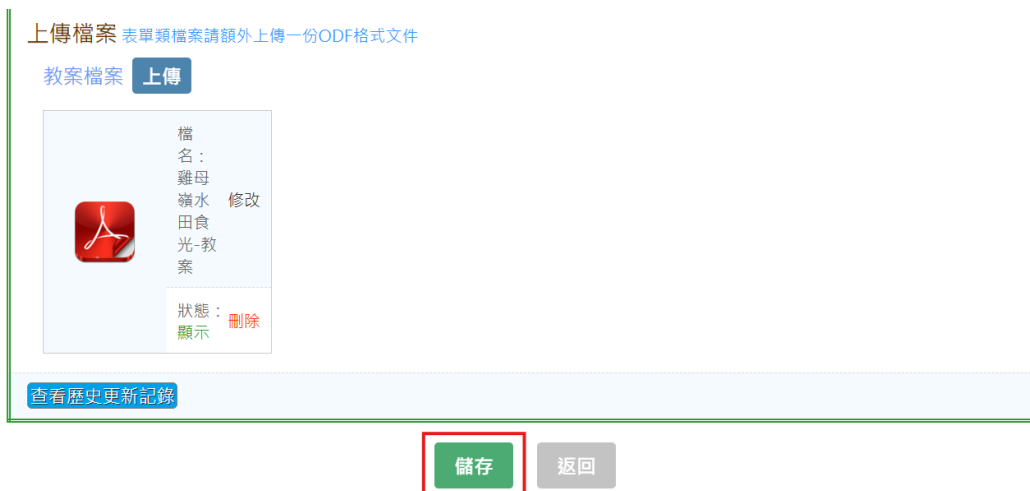 上傳檔案 表單類檔案請額外上傳一份ODF格式文件
教案檔案 上傳
檔
名：
雞母
嶺水
田食
光-教
案
修改
狀態：
顯示
刪除
查看歷史更新記錄
儲存 返回